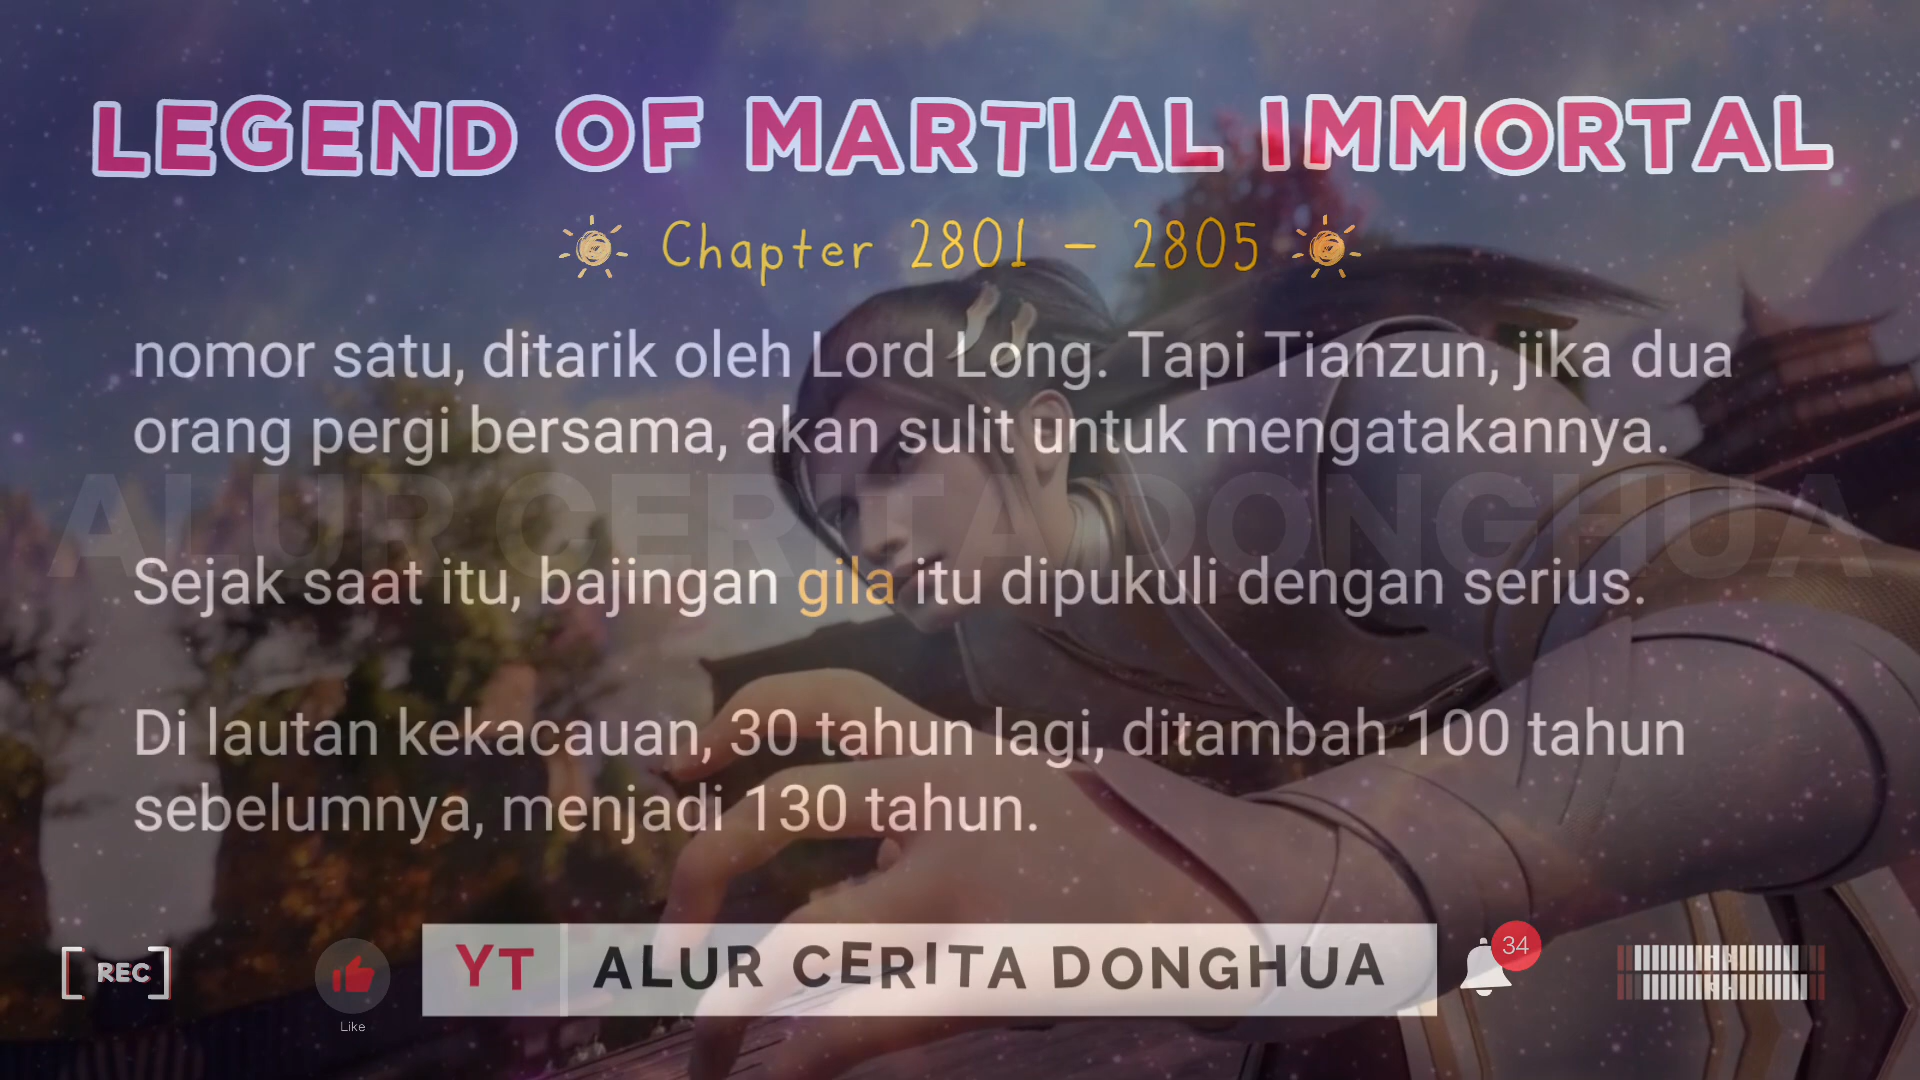 LEGEND OF MARTIAL IMMORTAL
Chapter 2801 – 2805
nomor satu, ditarik oleh Lord Long. Tapi Tianzun, jika dua
orang pergi bersama, akan sulit untuk mengatakannya.
ALUR CERITA DONGHUA
Sejak saat itu, bajingan gila itu dipukuli dengan serius.
Di lautan kekacauan, 30 tahun lagi, ditambah 100 tahun
sebelumnya, menjadi 130 tahun.
REC
Like
YT ALUR CERITA DONGHUA
34